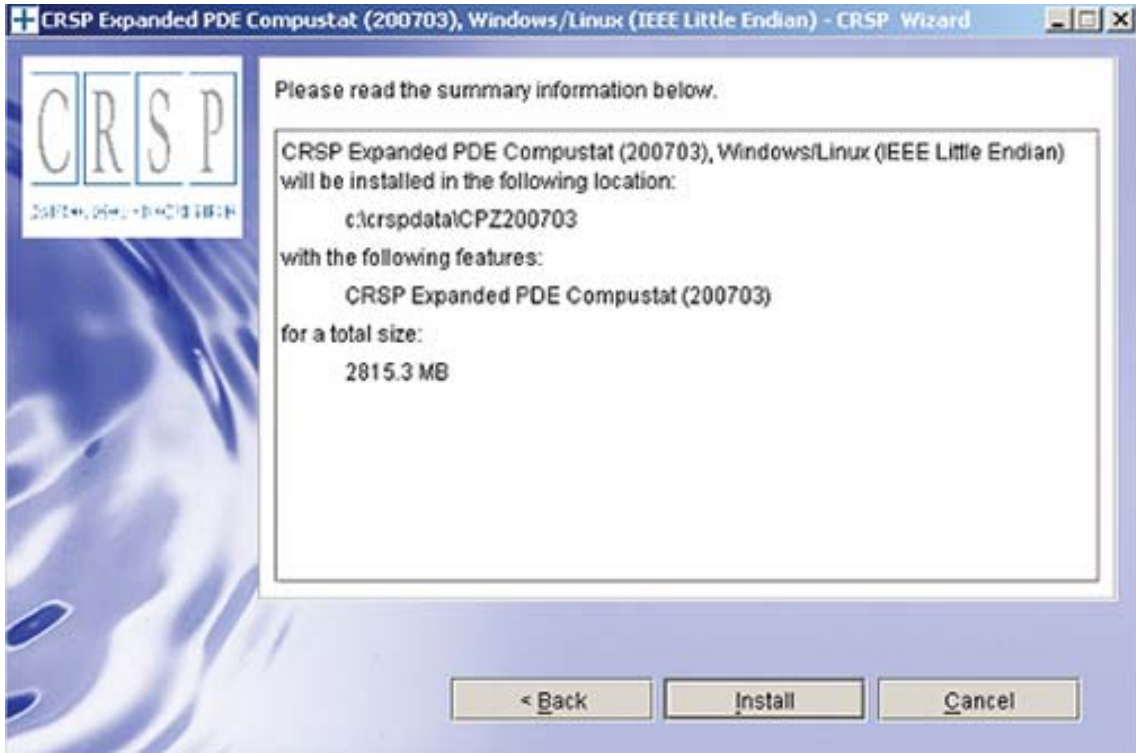 CRSP Expanded PDE Compustat (200703), Windows/Linux (IEEE Little Endian) - CRSP Wizard
CRSP
Please read the summary information below.
CRSP Expanded PDE Compustat (200703), Windows/Linux (IEEE Little Endian)
will be installed in the following location:
c:\crspdata\CPZ200703
with the following features:
CRSP Expanded PDE Compustat (200703)
for a total size:
2815.3 MB
< Back
Install
Cancel